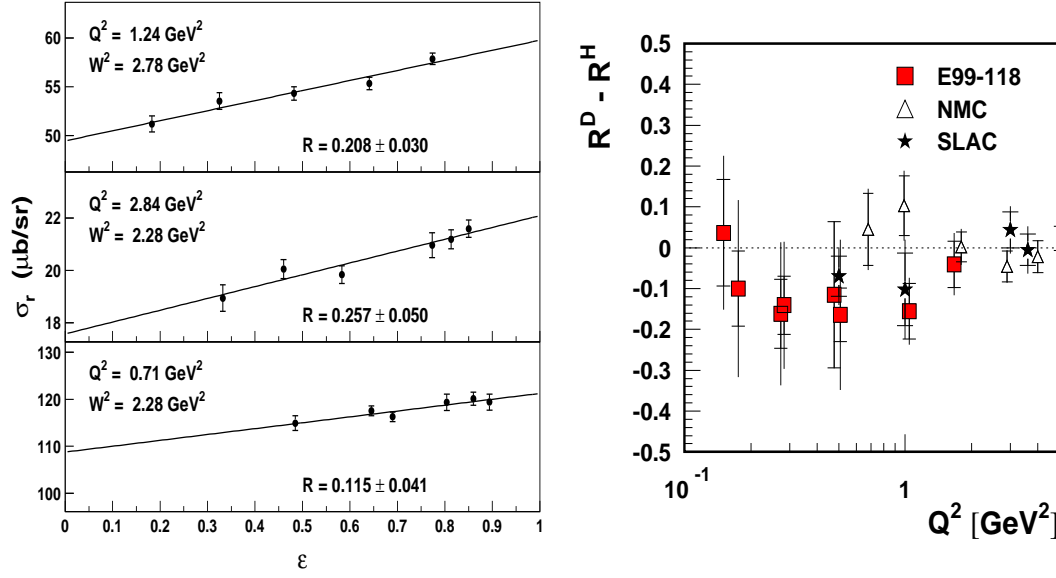 Q² = 1.24 GeV²
W² = 2.78 GeV²
60
55
50
R = 0.208 ± 0.030
Q² = 2.84 GeV²
W² = 2.28 GeV²
22
20
18
R = 0.257 ± 0.050
σr (μb/sr)
Q² = 0.71 GeV²
W² = 2.28 GeV²
130
120
110
100
R = 0.115 ± 0.041
0 0.1 0.2 0.3 0.4 0.5 0.6 0.7 0.8 0.9 1
ε
R^D - R^H
0.5
0.4
0.3
0.2
0.1
0
-0.1
-0.2
-0.3
-0.4
-0.5
E99-118
NMC
SLAC
10⁻¹ 1
Q² [GeV²]